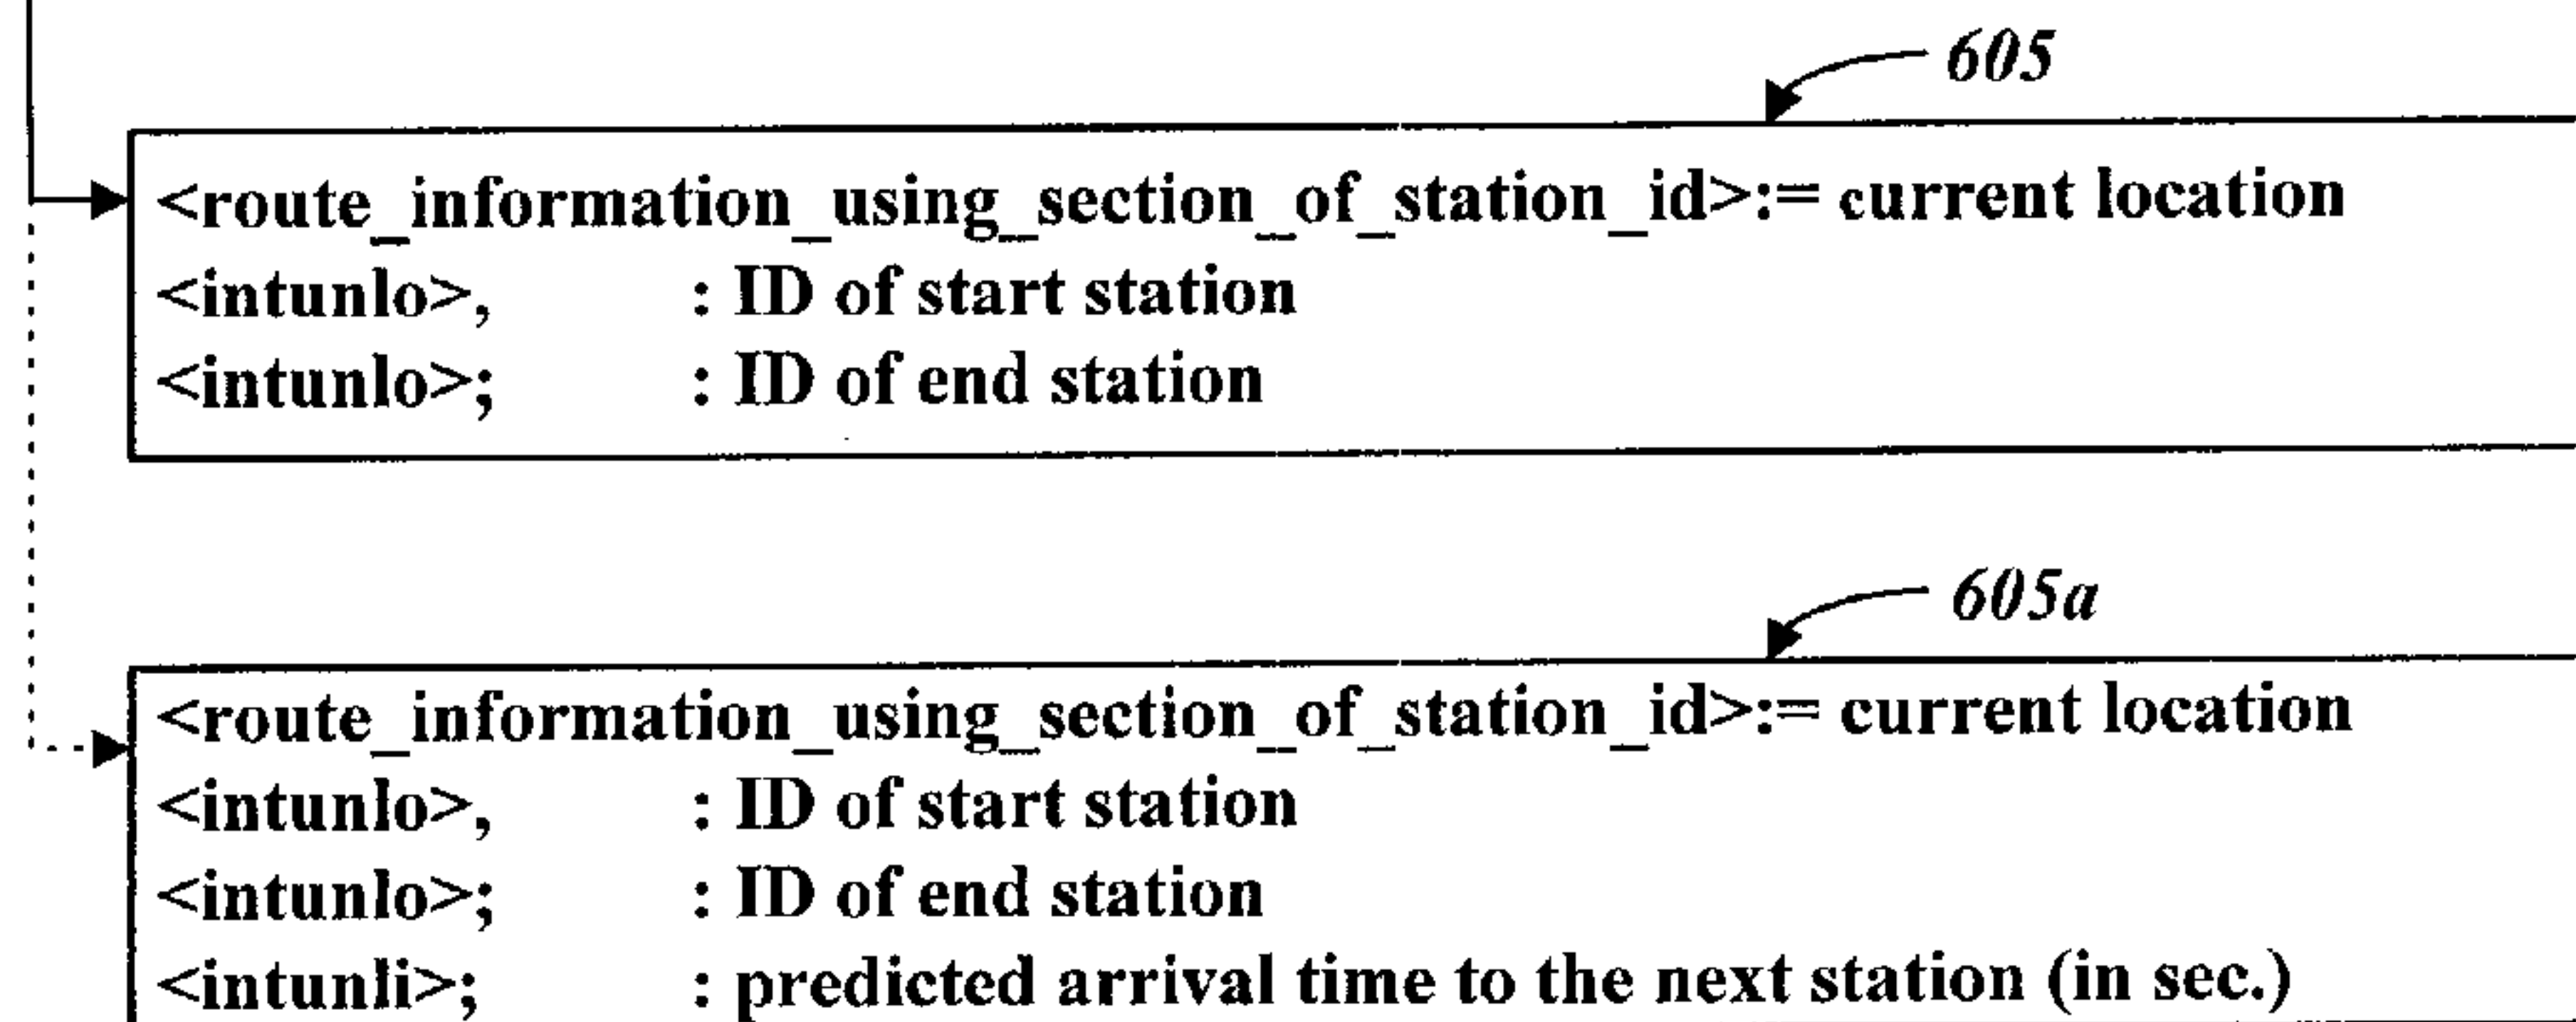 605
<route_information_using_section_of_station_id>:= current location
<intunlo>, : ID of start station
<intunlo>; : ID of end station
605a
<route_information_using_section_of_station_id>:= current location
<intunlo>, : ID of start station
<intunlo>; : ID of end station
<intunli>; : predicted arrival time to the next station (in sec.)